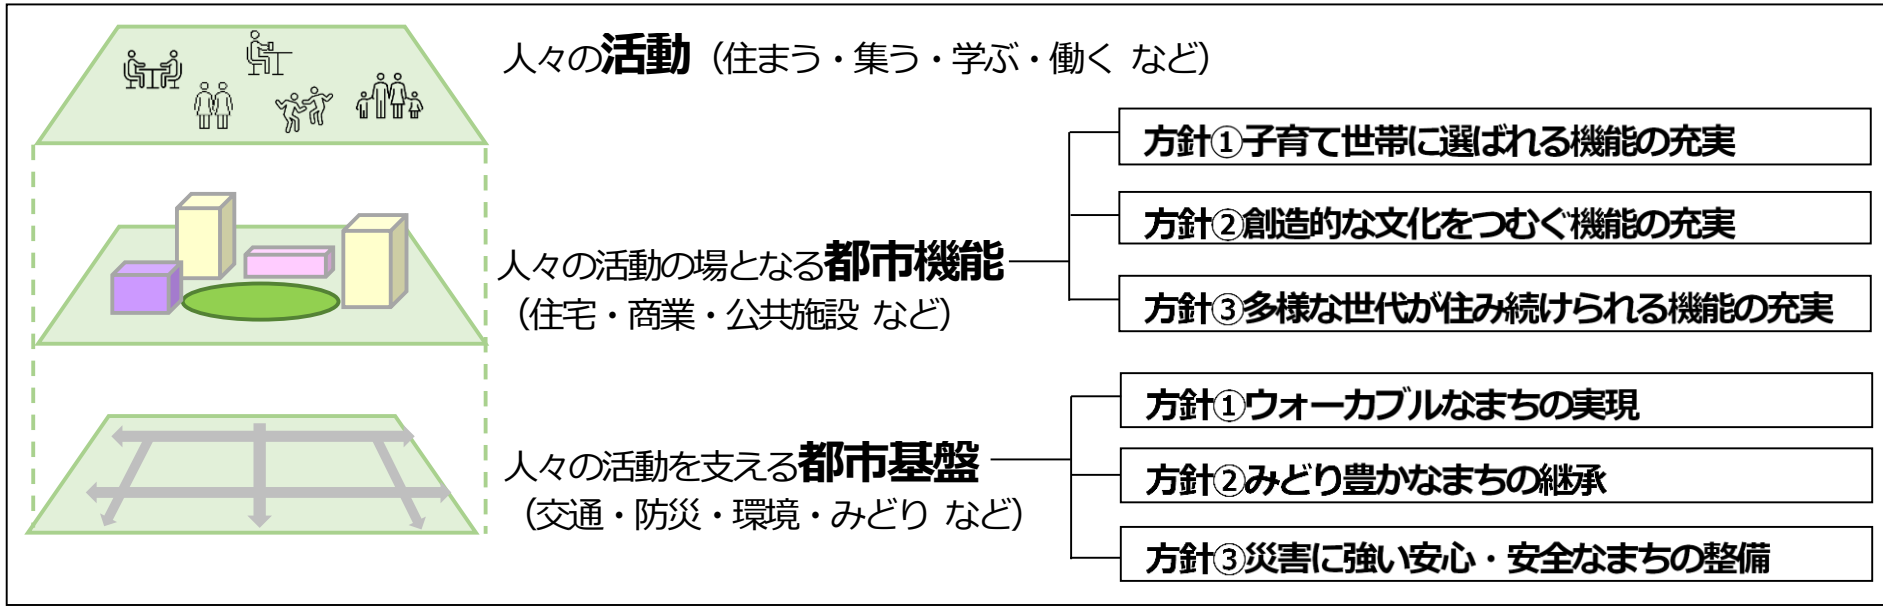 人々の活動（住まう・集う・学ぶ・働く など）
人々の活動の場となる都市機能
（住宅・商業・公共施設 など）
方針①子育て世帯に選ばれる機能の充実
方針②創造的な文化をつむぐ機能の充実
方針③多様な世代が住み続けられる機能の充実
人々の活動を支える都市基盤
（交通・防災・環境・みどり など）
方針①ウォーカブルなまちの実現
方針②みどり豊かなまちの継承
方針③災害に強い安心・安全なまちの整備